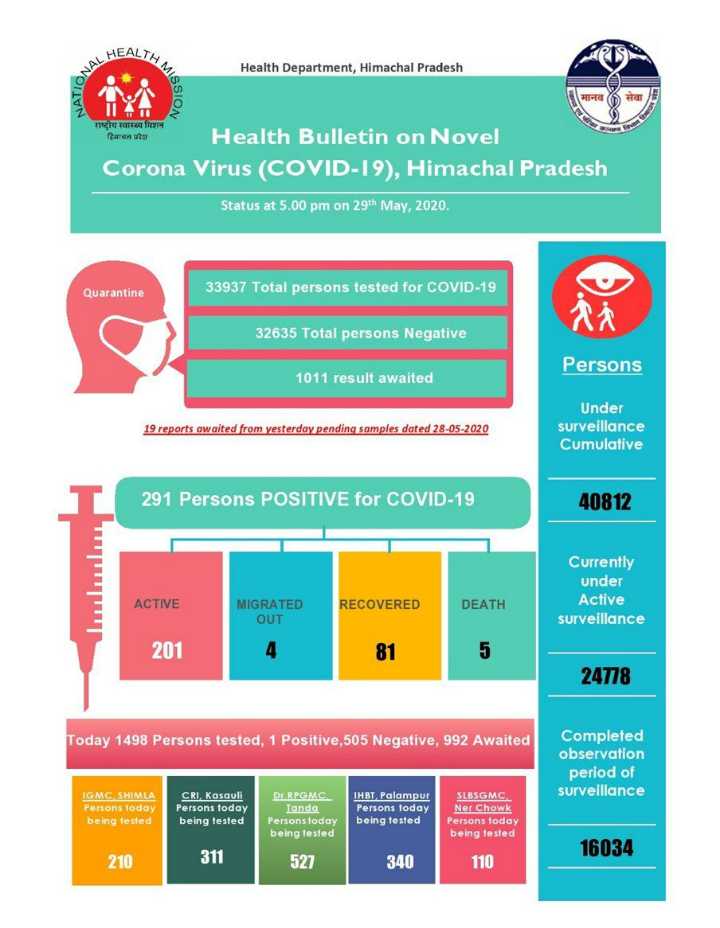 NATIONAL HEALTH MISSION
राष्ट्रीय स्वास्थ्य मिशन
हिमाचल प्रदेश
Health Department, Himachal Pradesh
मानव सेवा
Health Bulletin on Novel
Corona Virus (COVID-19), Himachal Pradesh
Status at 5.00 pm on 29th May, 2020.
Quarantine
33937 Total persons tested for COVID-19
32635 Total persons Negative
1011 result awaited
19 reports awaited from yesterday pending samples dated 28-05-2020
291 Persons POSITIVE for COVID-19
ACTIVE
201
MIGRATED
OUT
4
RECOVERED
81
DEATH
5
Today 1498 Persons tested, 1 Positive,505 Negative, 992 Awaited
IGMC, SHIMLA
Persons today
being tested
210
CRI, Kasauli
Persons today
being tested
311
Dr.RPGMC,
Tanda
Persons today
being tested
527
IHBT, Palampur
Persons today
being tested
340
SLBSGMC,
Ner Chowk
Persons today
being tested
110
Persons
Under
surveillance
Cumulative
40812
Currently
under
Active
surveillance
24778
Completed
observation
period of
surveillance
16034